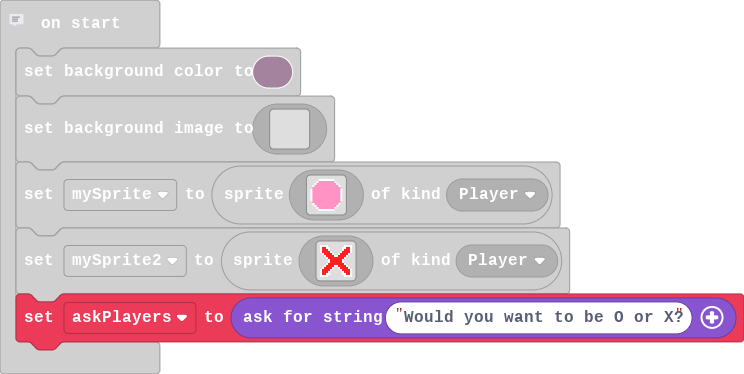 on start
set background color to
set background image to
set mySprite to sprite of kind Player
set mySprite2 to sprite of kind Player
set askPlayers to ask for string "Would you want to be O or X?"